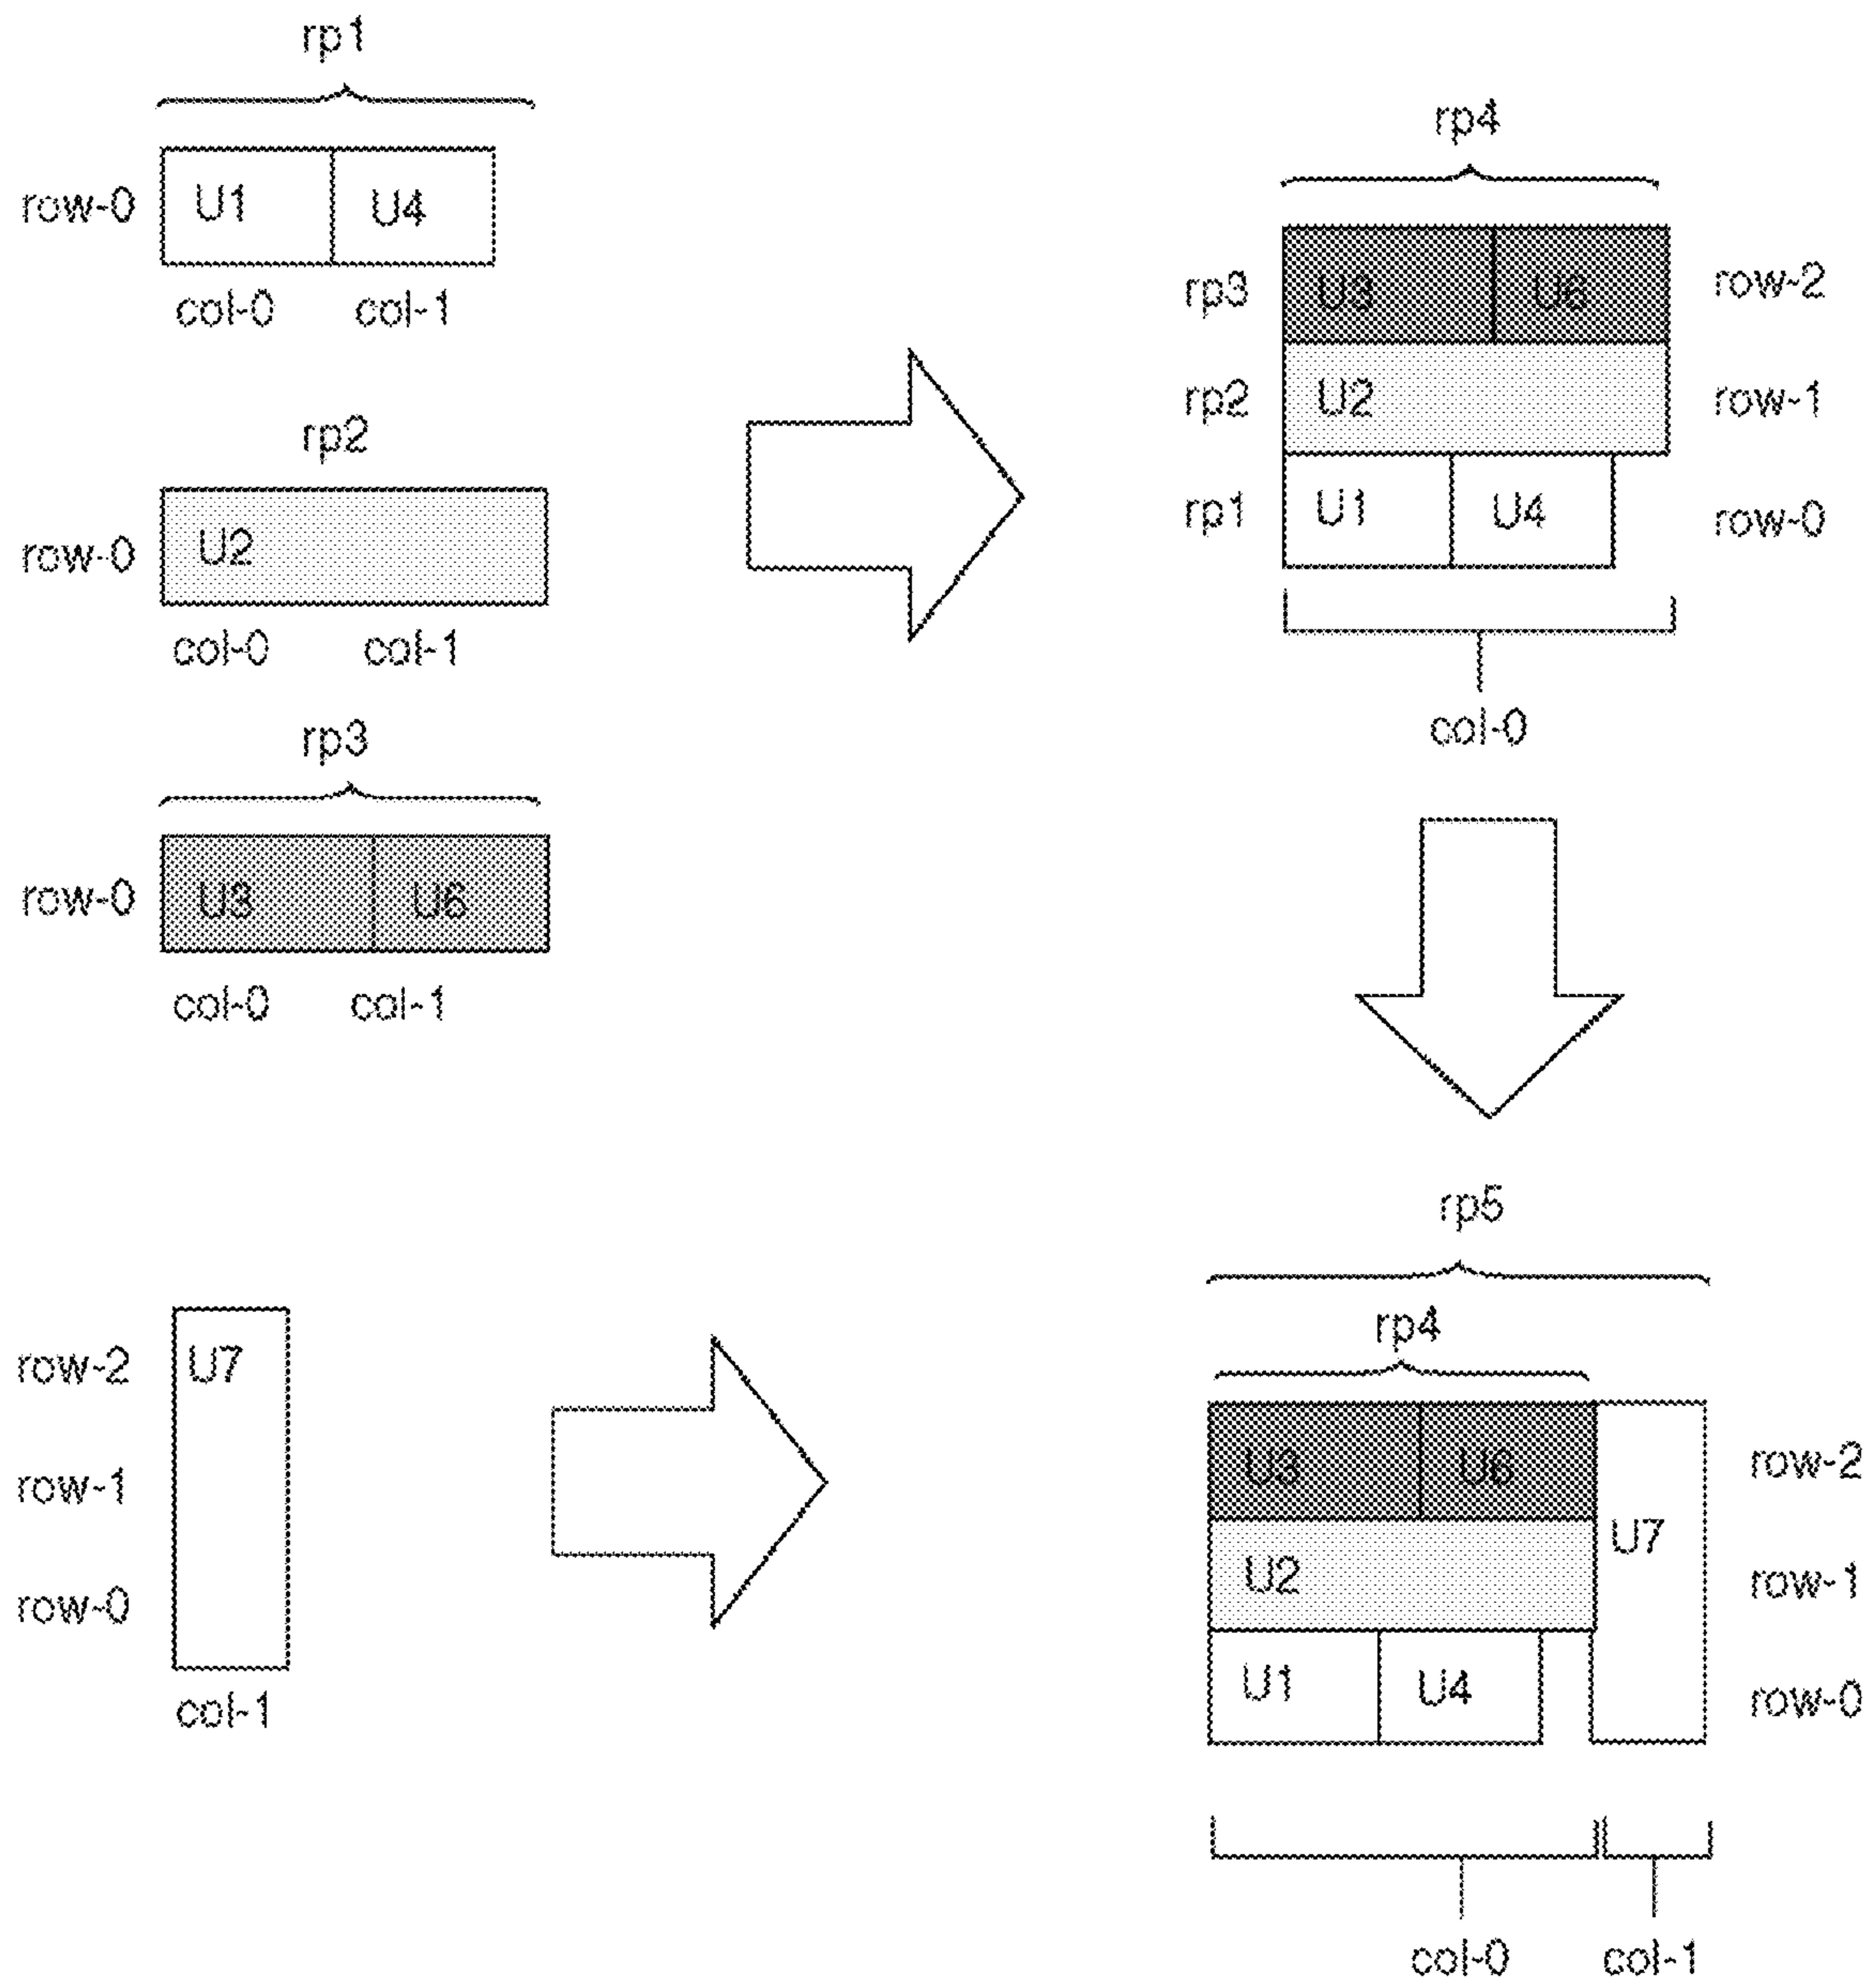 rp1
row-0 U1 U4
col-0 col-1
rp2
row-0 U2
col-0 col-1
rp3
row-0 U3 U6
col-0 col-1
rp4
rp3 U3 U6 row-2
rp2 U2 row-1
rp1 U1 U4 row-0
col-0
row-2 U7
row-1
row-0
col-1
rp5
rp4
U3 U6 row-2
U7
U2 row-1
U1 U4 row-0
col-0 col-1